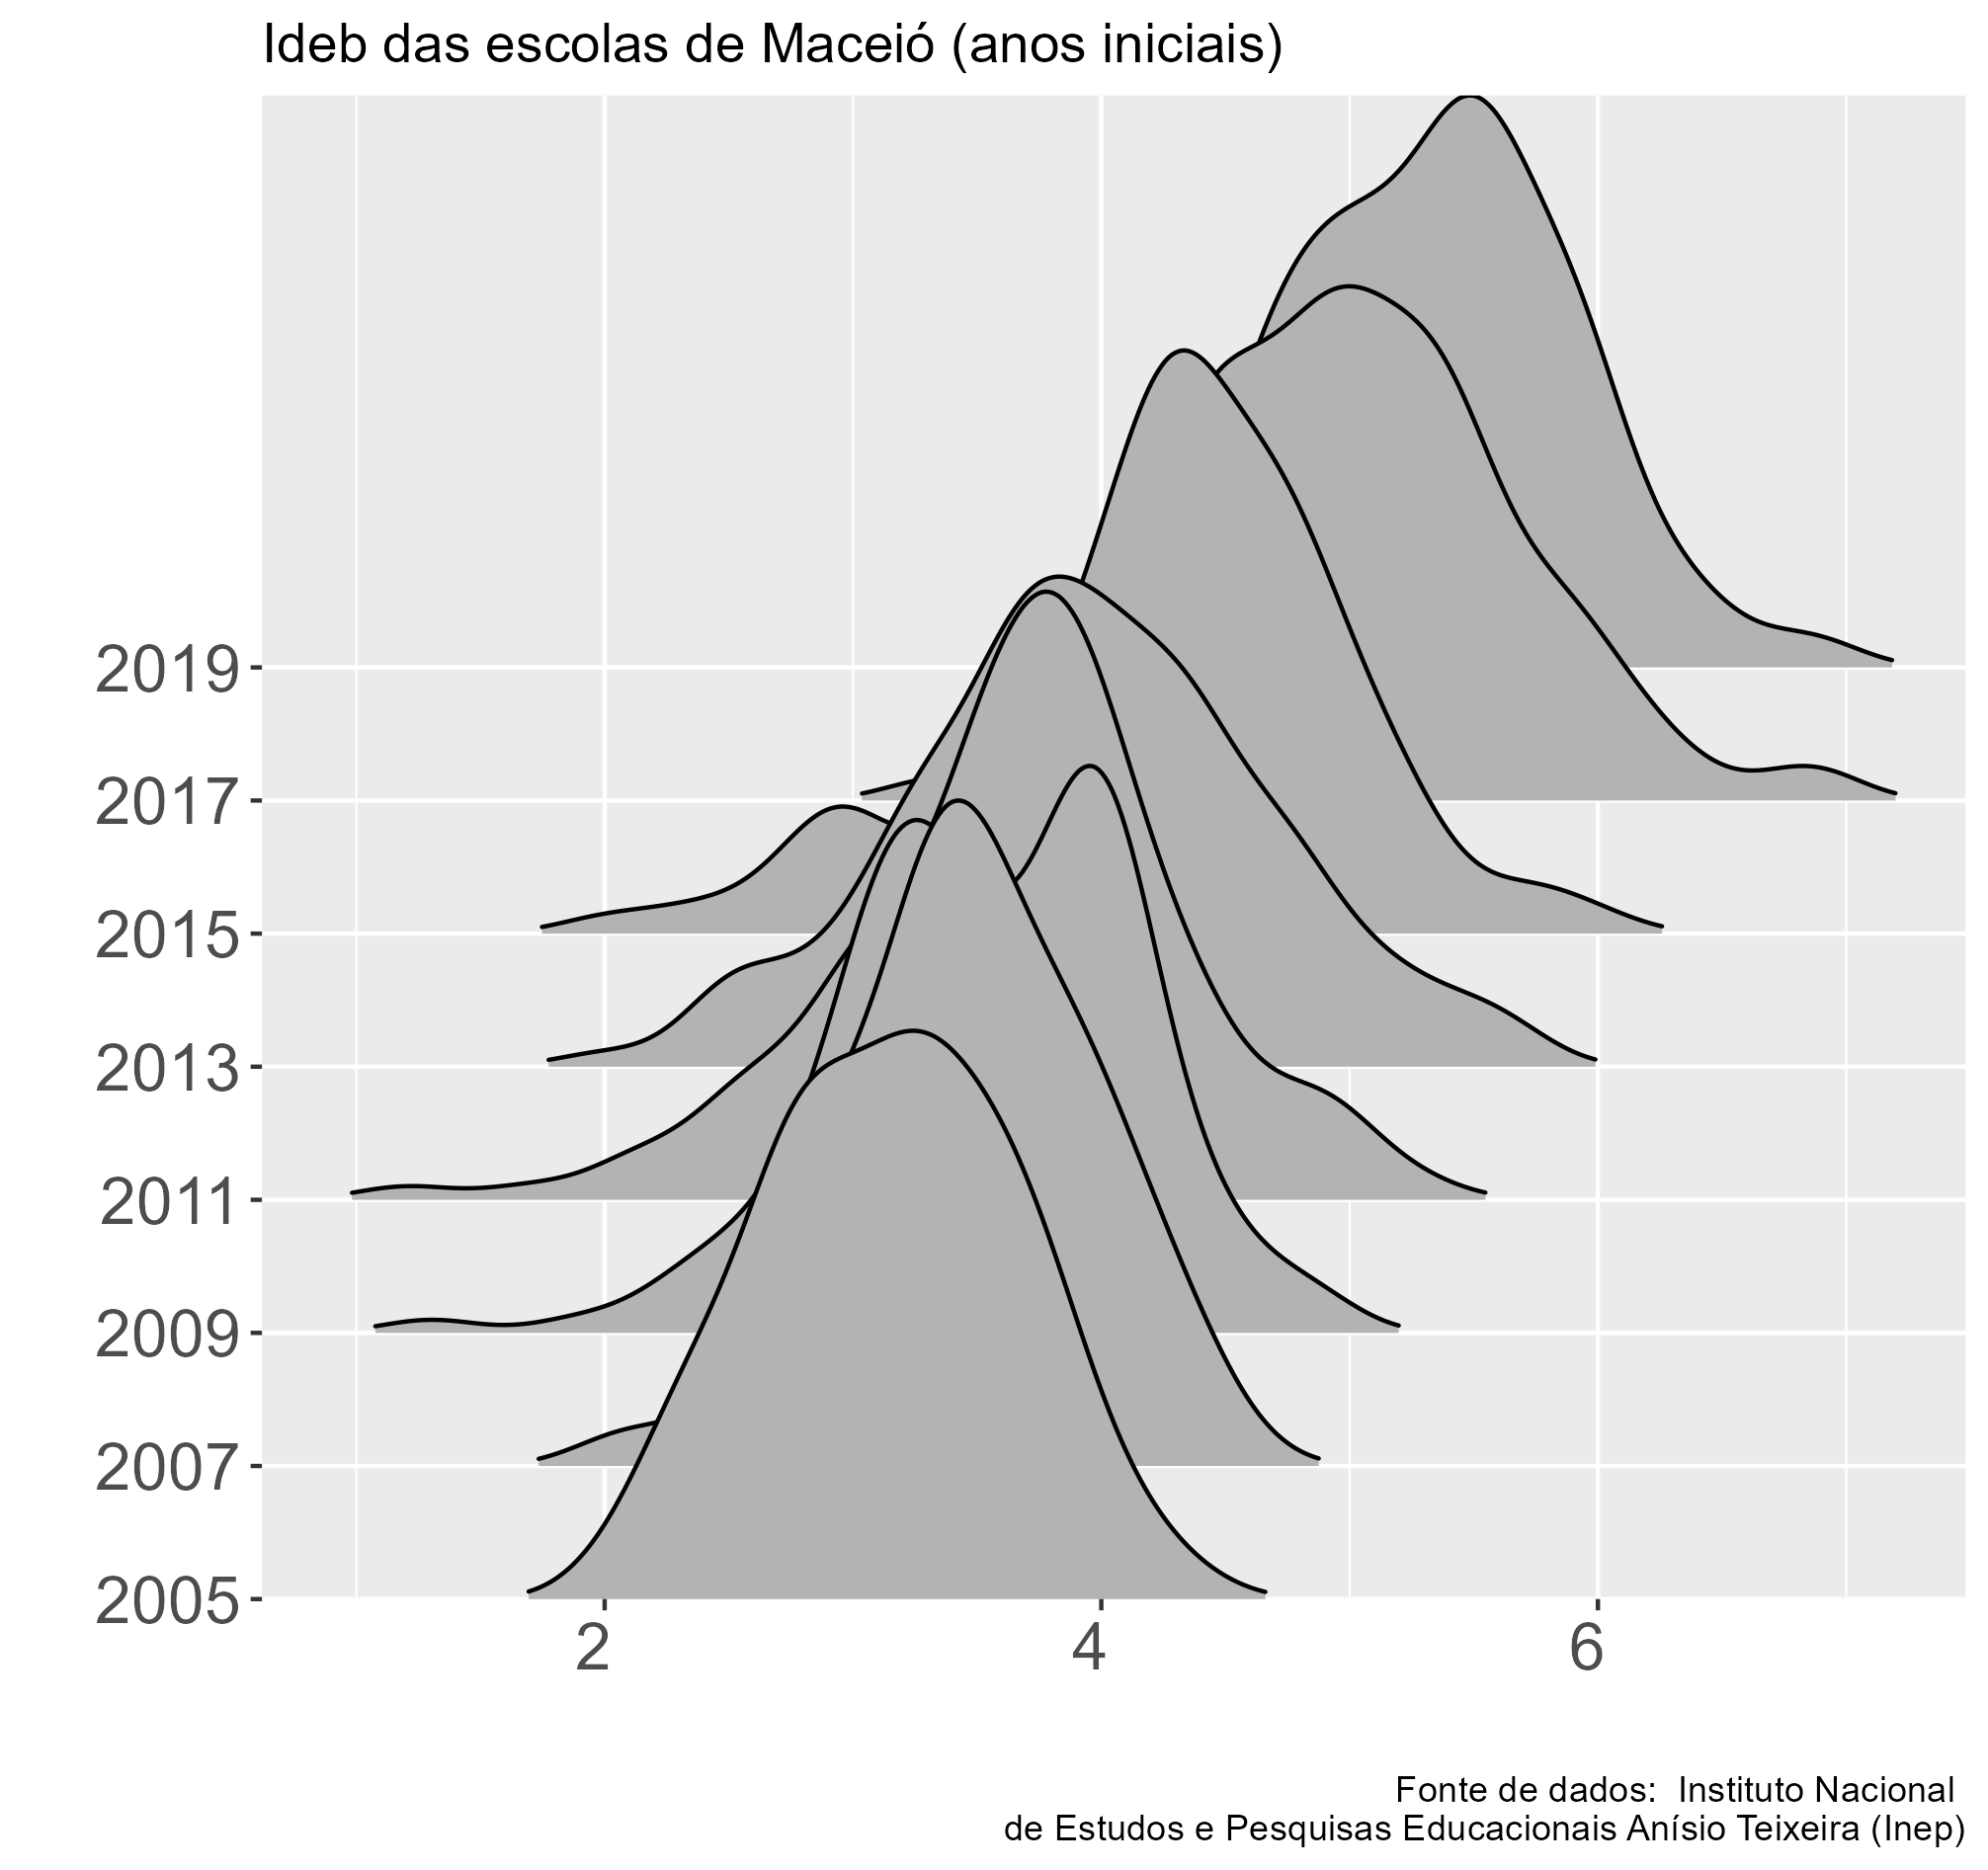 Ideb das escolas de Maceió (anos iniciais)
2019
2017
2015
2013
2011
2009
2007
2005
2 4 6
Fonte de dados:  Instituto Nacional
de Estudos e Pesquisas Educacionais Anísio Teixeira (Inep)